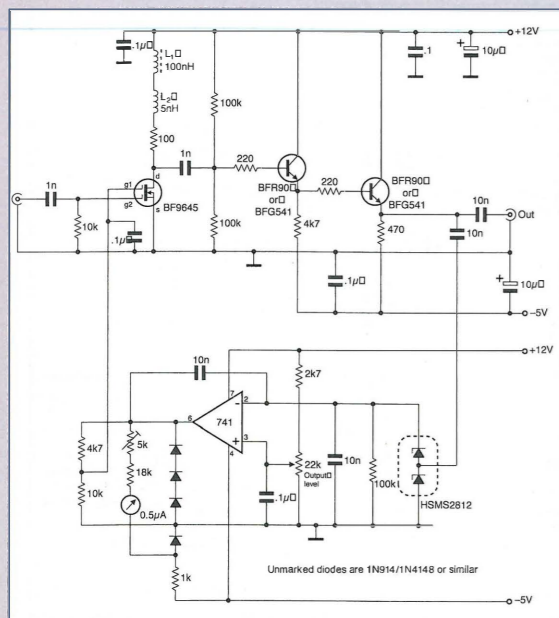 +12V
.1µ
.1
+
10µ
L₁
100nH
L₂
5nH
100k
100
1n
220
BFR90
or
BFG541
220
BFR90
or
BFG541
1n
g1
g2
d
s
BF9645
10n
Out
10n
10k
.1µ
100k
4k7
470
.1µ
+
10µ
–5V
+12V
10n
2k7
7
2
–
6
741
3
+
4
4k7
5k
18k
10k
0.5µA
22k
Output
level
10n
100k
.1µ
HSMS2812
1k
Unmarked diodes are 1N914/1N4148 or similar
–5V